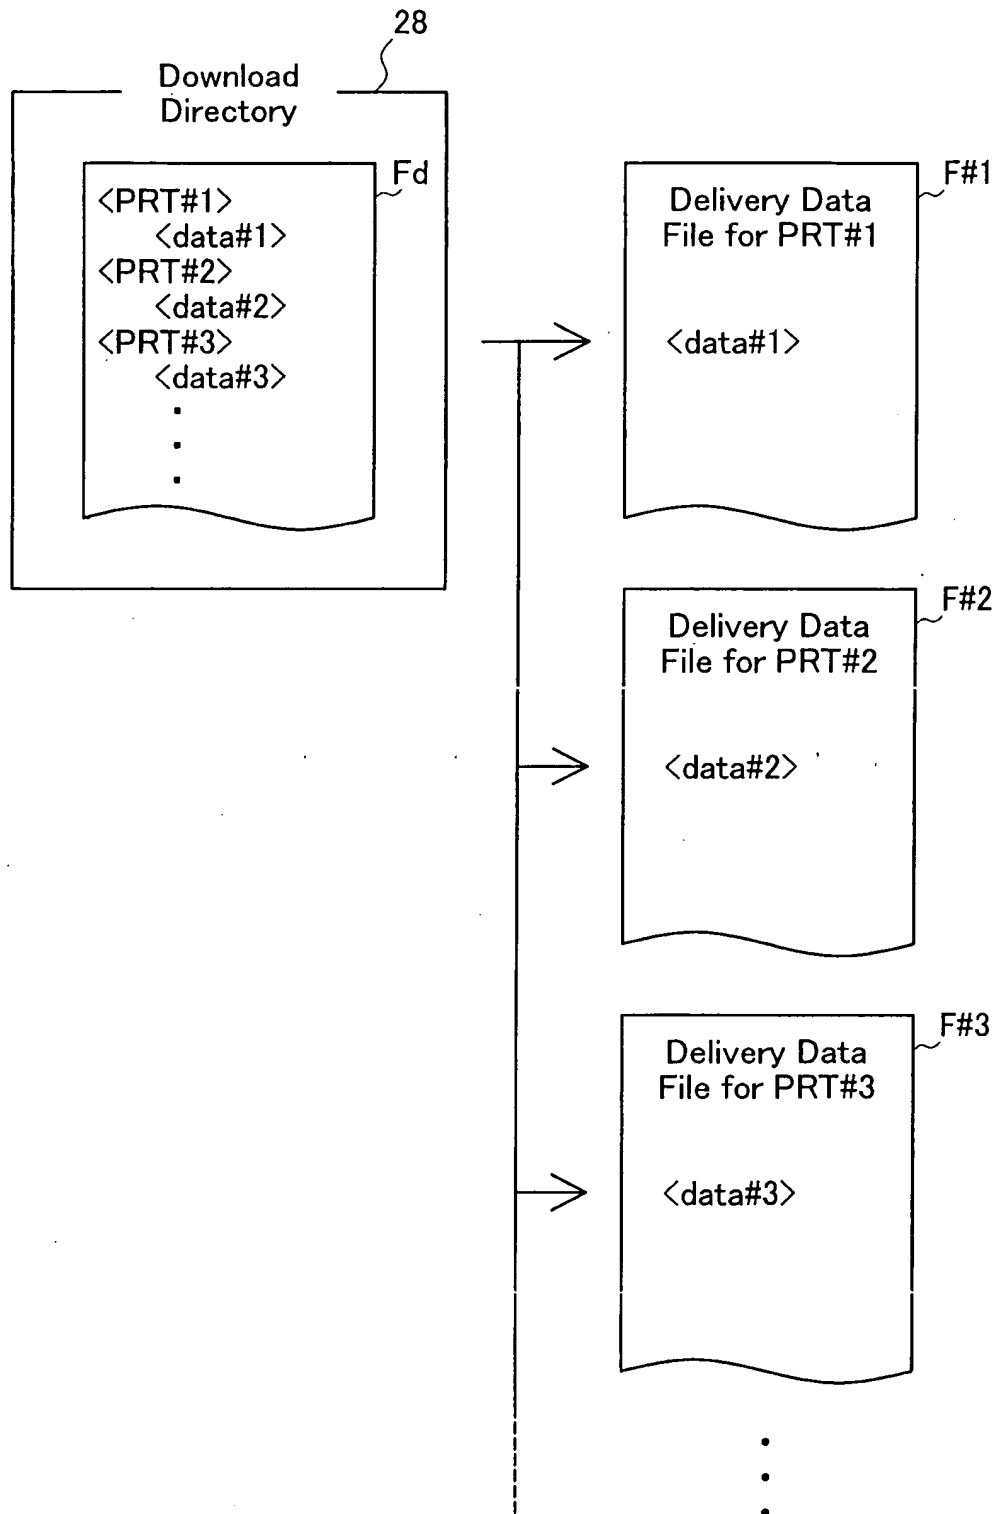 28
Download
Directory
Fd
<PRT#1>
<data#1>
<PRT#2>
<data#2>
<PRT#3>
<data#3>
F#1
Delivery Data
File for PRT#1
<data#1>
F#2
Delivery Data
File for PRT#2
<data#2>
F#3
Delivery Data
File for PRT#3
<data#3>